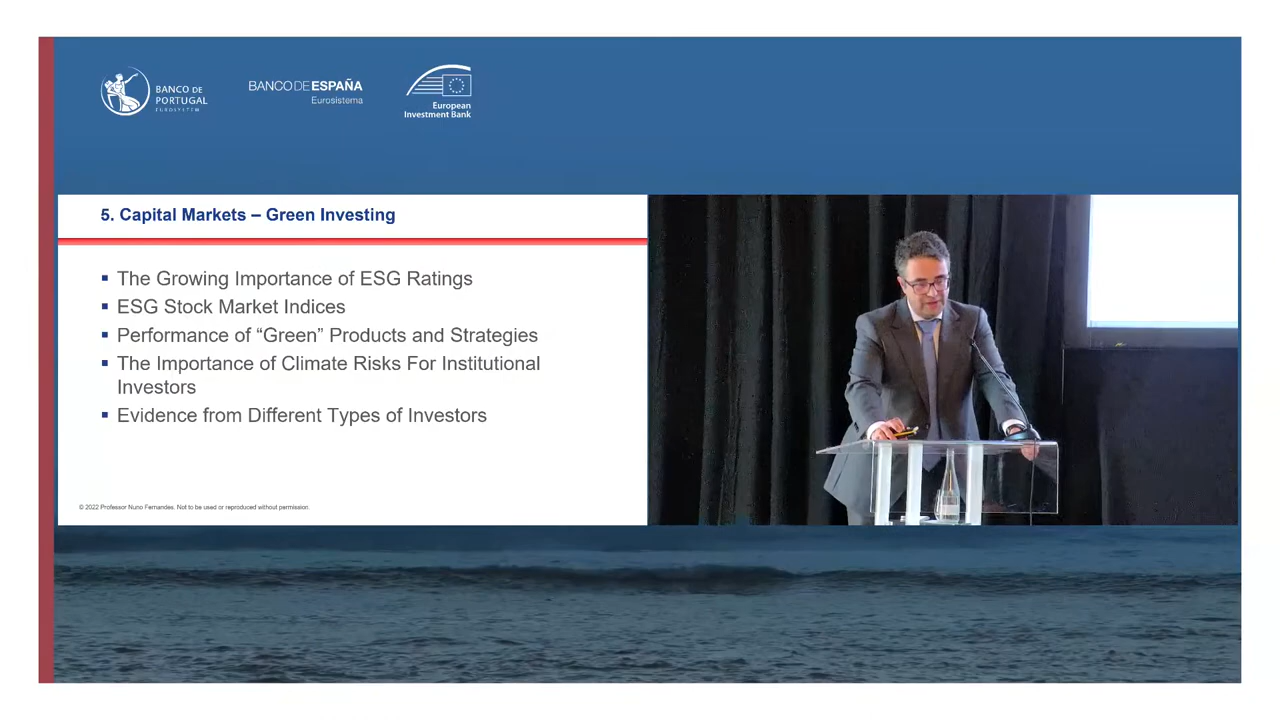 BANCO DE
PORTUGAL
EUROSYSTEM
BANCO DE ESPAÑA
Eurosistema
European
Investment Bank
5. Capital Markets – Green Investing
▪ The Growing Importance of ESG Ratings
▪ ESG Stock Market Indices
▪ Performance of “Green” Products and Strategies
▪ The Importance of Climate Risks For Institutional
Investors
▪ Evidence from Different Types of Investors
© 2022 Professor Nuno Fernandes. Not to be used or reproduced without permission.